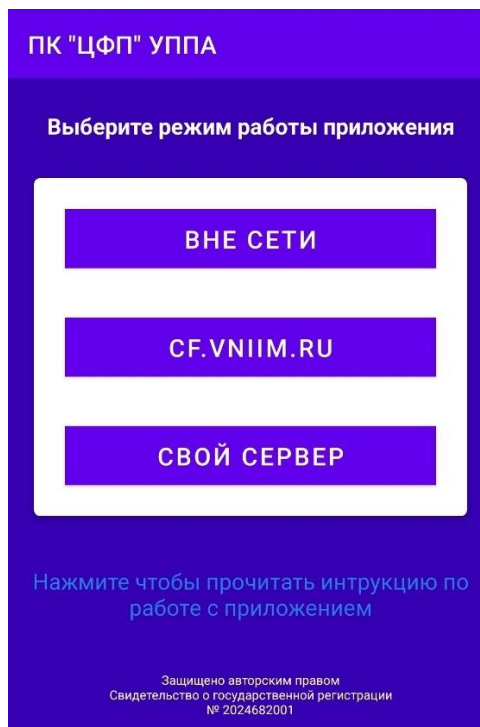 ПК "ЦФП" УППА
Выберите режим работы приложения
ВНЕ СЕТИ
CF.VNIIM.RU
СВОЙ СЕРВЕР
Нажмите чтобы прочитать интрукцию по
работе с приложением
Защищено авторским правом
Свидетельство о государственной регистрации
№ 2024682001